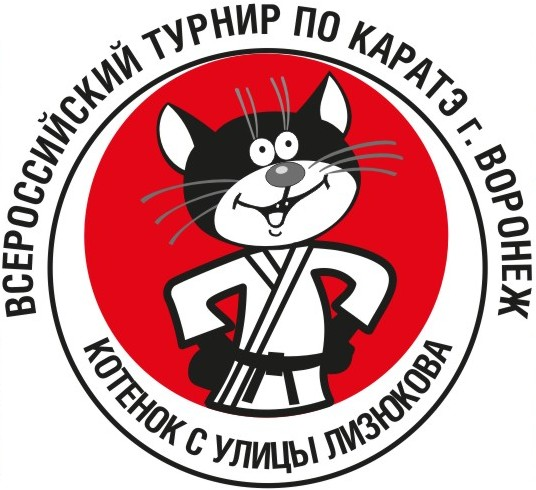 ВСЕРОССИЙСКИЙ ТУРНИР ПО КАРАТЭ г. ВОРОНЕЖ
КОТЕНОК С УЛИЦЫ ЛИЗЮКОВА